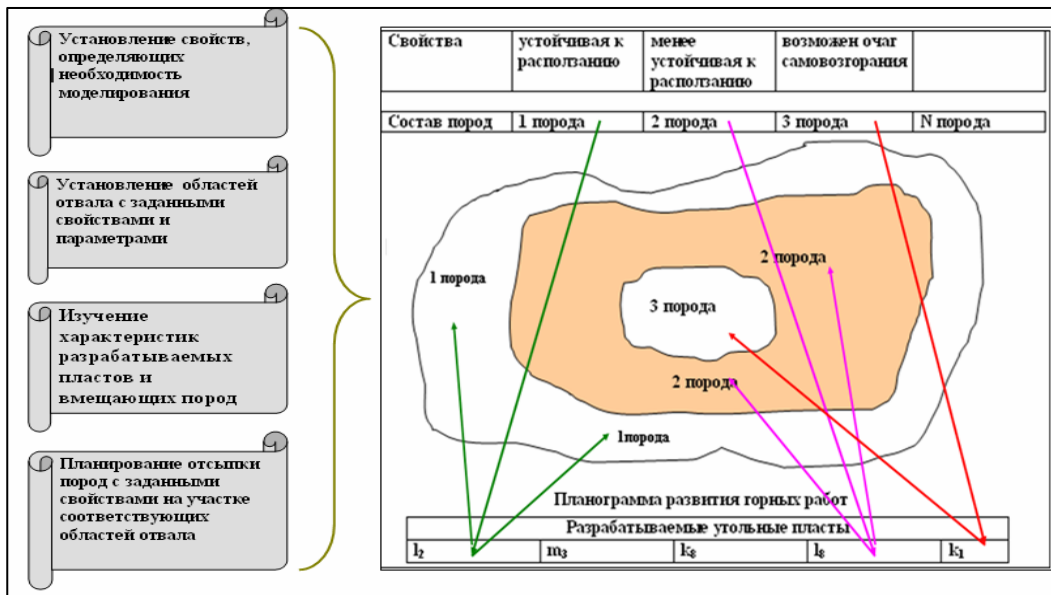 Установление свойств,
определяющих
необходимость
моделирования
Установление областей
отвала с заданными
свойствами и
параметрами
Изучение
характеристик
разрабатываемых
пластов и
вмещающих пород
Планирование отсыпки
пород с заданными
свойствами на участке
соответствующих
областей отвала
Свойства
устойчивая к
расползанию
менее
устойчивая к
расползанию
возможен очаг
самовозгорания
Состав пород
1 порода
2 порода
3 порода
N порода
1 порода
2 порода
3 порода
2 порода
1порода
Планограмма развития горных работ
Разрабатываемые угольные пласты
l₂
m₃
k₈
l₈
k₁